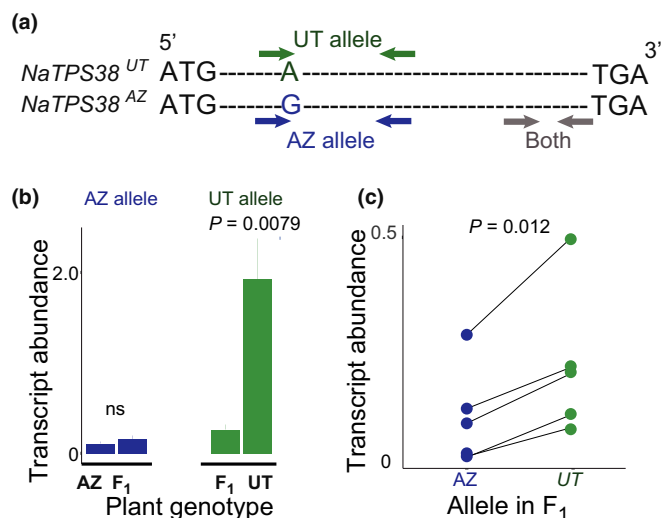 (a)
5’ 3’
UT allele
NaTPS38 UT ATG A TGA
NaTPS38 AZ ATG G TGA
AZ allele Both
(b)
AZ allele UT allele
P = 0.0079
Transcript abundance
2.0
0
ns
AZ F1 F1 UT
Plant genotype
(c)
P = 0.012
Transcript abundance
0.5
0
AZ UT
Allele in F1